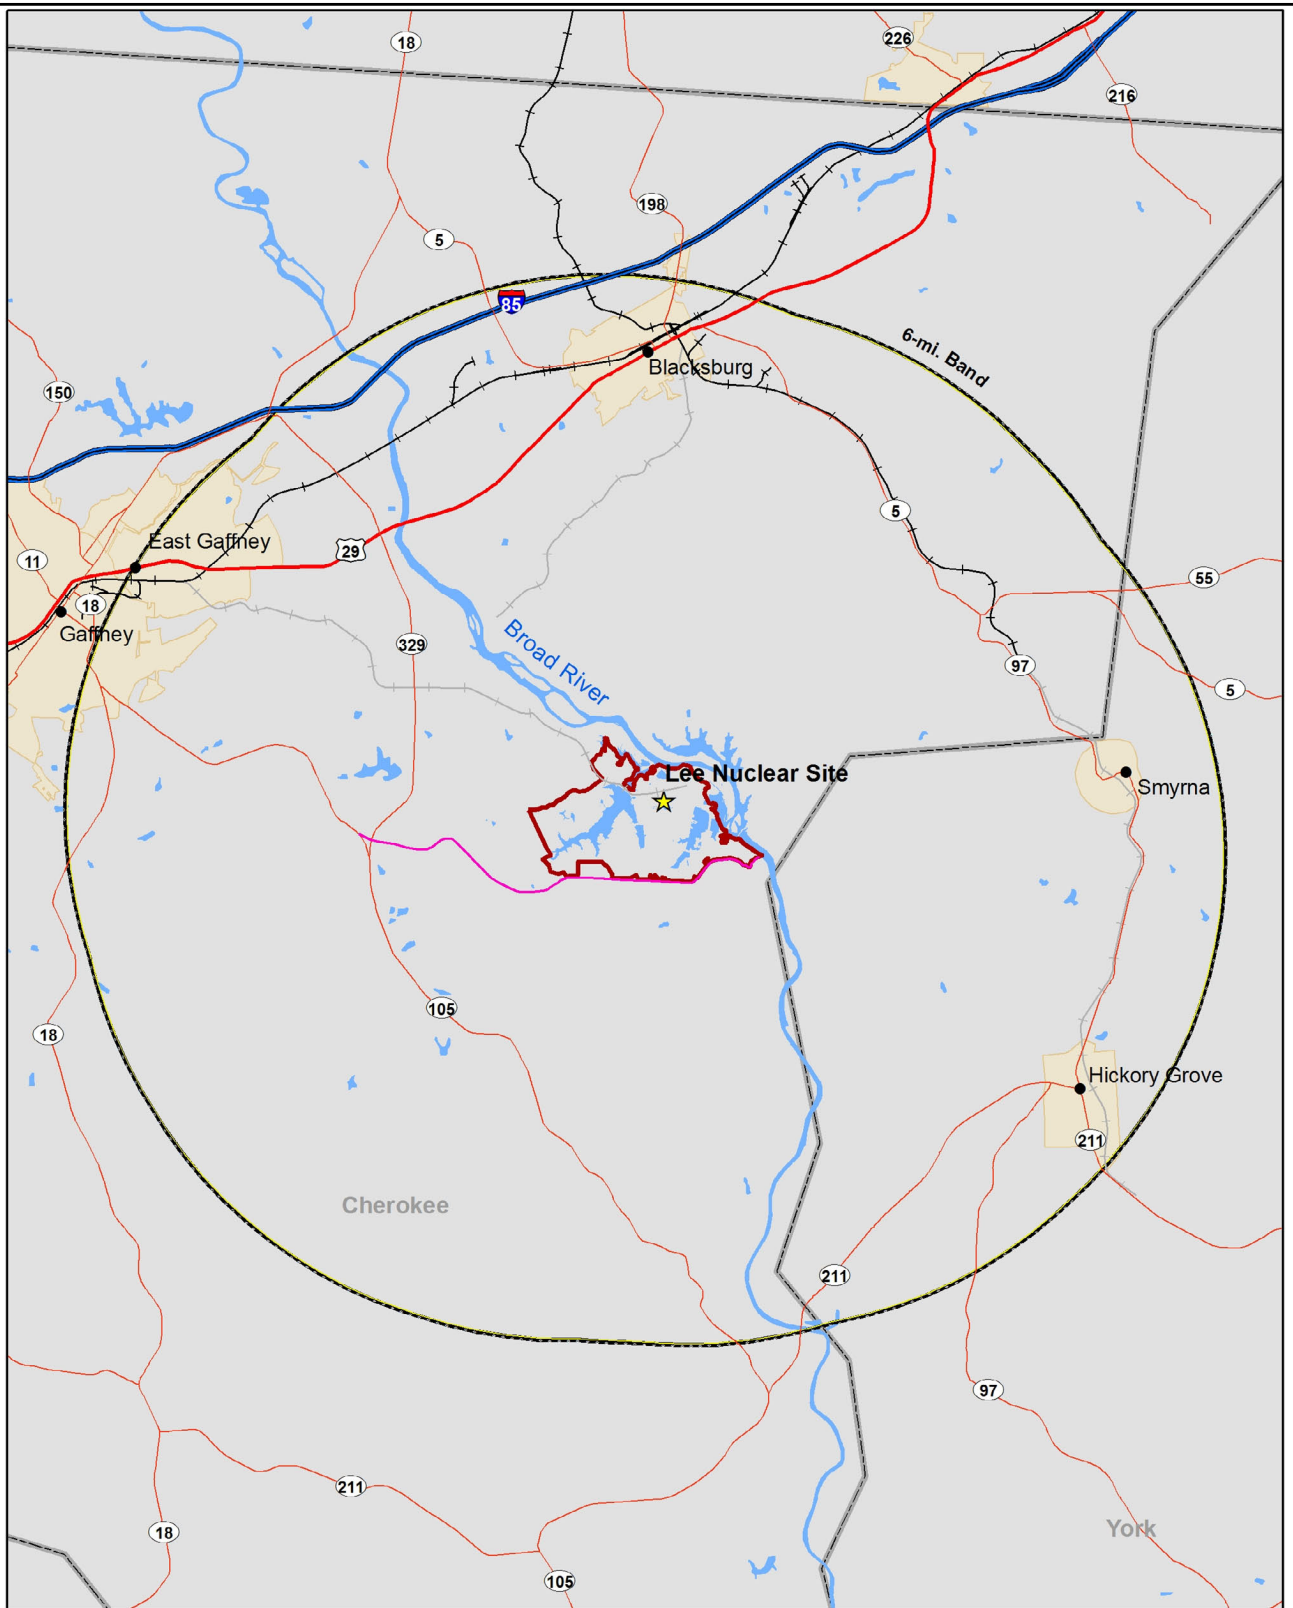 18
226
216
198
5
85
6-mi. Band
Blacksburg
150
5
East Gaffney
29
11
55
18
Gaffney
Broad River
329
97
5
Lee Nuclear Site
Smyrna
105
18
Hickory Grove
211
Cherokee
211
97
211
York
18
105